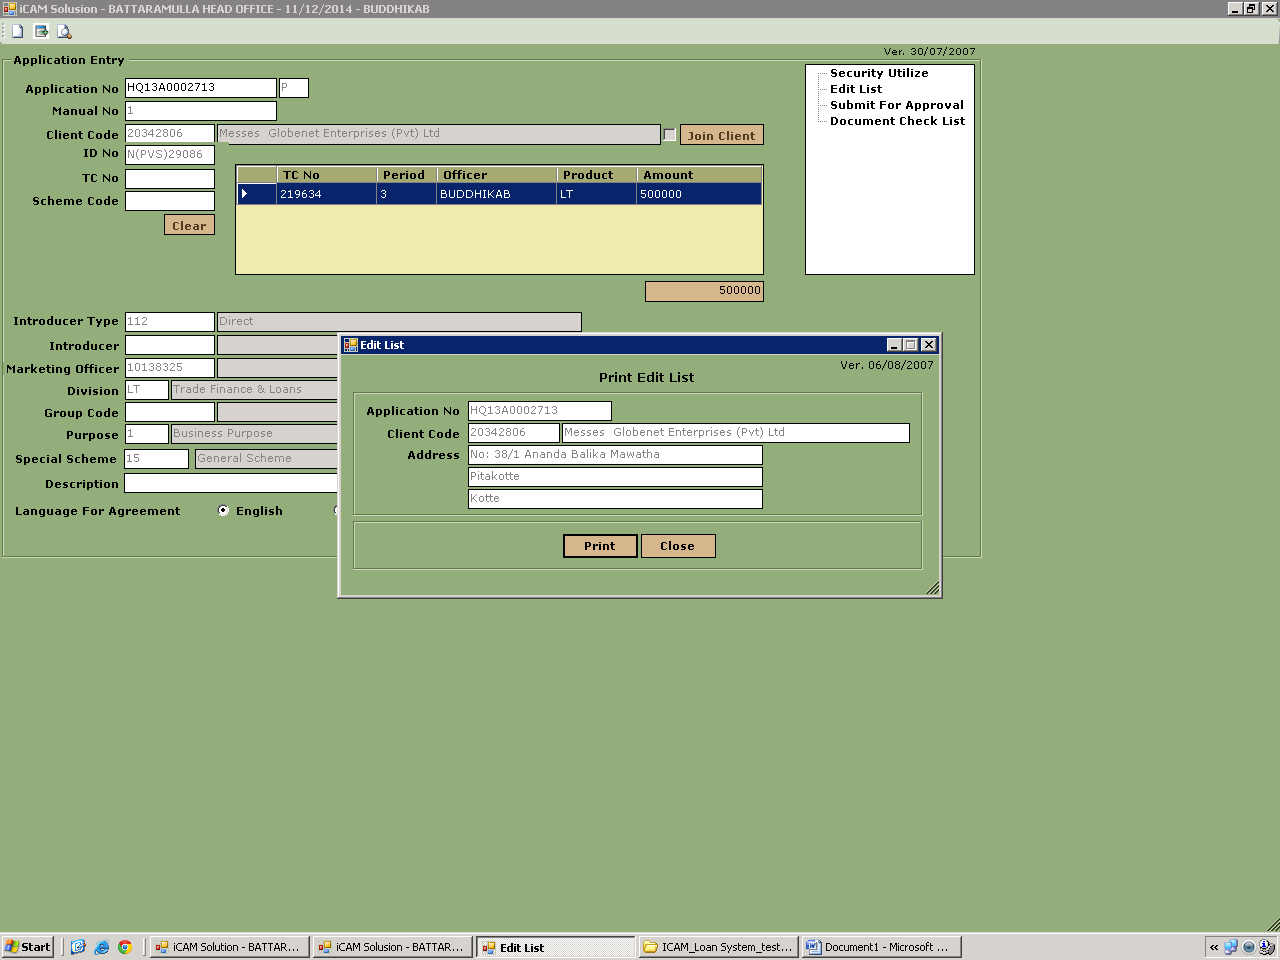 iCAM Solusion - BATTARAMULLA HEAD OFFICE - 11/12/2014 - BUDDHIKAB
Ver. 30/07/2007
Application Entry
Application No HQ13A0002713 P
Manual No 1
Client Code 20342806 Messes  Globenet Enterprises (Pvt) Ltd Join Client
ID No N(PVS)29086
TC No
Scheme Code
Clear
TC No Period Officer Product Amount
219634 3 BUDDHIKAB LT 500000
500000
Security Utilize
Edit List
Submit For Approval
Document Check List
Introducer Type 112 Direct
Introducer
Marketing Officer 10138325
Division LT Trade Finance & Loans
Group Code
Purpose 1 Business Purpose
Special Scheme 15 General Scheme
Description
Language For Agreement English
Edit List
Ver. 06/08/2007
Print Edit List
Application No HQ13A0002713
Client Code 20342806 Messes  Globenet Enterprises (Pvt) Ltd
Address No: 38/1 Ananda Balika Mawatha
Pitakotte
Kotte
Print Close
Start iCAM Solution - BATTAR... iCAM Solusion - BATTAR... Edit List ICAM_Loan System_test... Document1 - Microsoft ... «